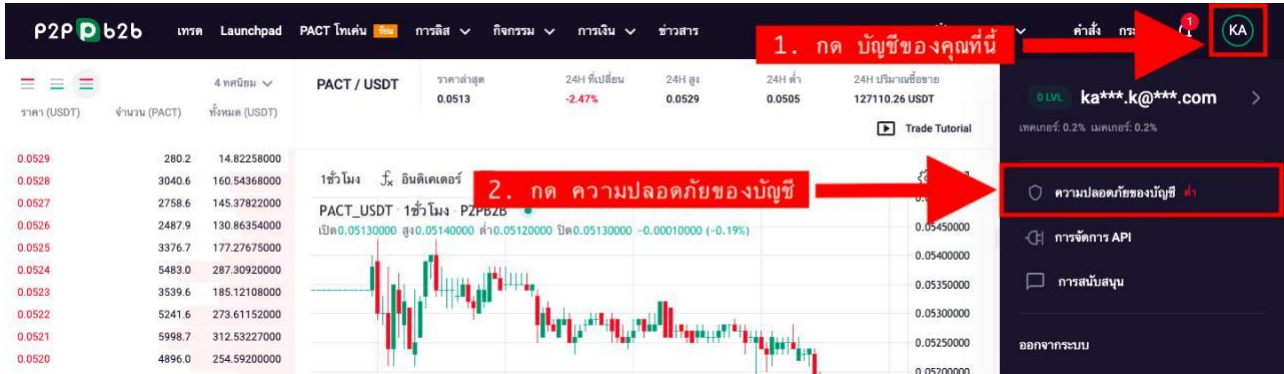 P2P b2b เทรด Launchpad PACT โทเค่น ร้อน การลิส กิจกรรม การเงิน ข่าวสาร คำสั่ง 1 KA
1. กด บัญชีของคุณที่นี่
4 ทศนิยม
ราคา (USDT) จำนวน (PACT) ทั้งหมด (USDT)
0.0529 280.2 14.82258000
0.0528 3040.6 160.54368000
0.0527 2758.6 145.37822000
0.0526 2487.9 130.86354000
0.0525 3376.7 177.27675000
0.0524 5483.0 287.30920000
0.0523 3539.6 185.12108000
0.0522 5241.6 273.61152000
0.0521 5998.7 312.53227000
0.0520 4896.0 254.59200000
PACT / USDT ราคาล่าสุด 24H ที่เปลี่ยน 24H สูง 24H ต่ำ 24H ปริมาณซื้อขาย
0.0513 -2.47% 0.0529 0.0505 127110.26 USDT
Trade Tutorial
1ชั่วโมง fx อินดิเคเตอร์
2. กด ความปลอดภัยของบัญชี
PACT_USDT · 1ชั่วโมง · P2PB2B
เปิด0.05130000 สูง0.05140000 ต่ำ0.05120000 ปิด0.05130000 -0.00010000 (-0.19%)
0.05450000
0.05400000
0.05350000
0.05300000
0.05250000
0.05200000
0 LVL ka***.k@***.com
เทคเกอร์: 0.2% เมคเกอร์: 0.2%
ความปลอดภัยของบัญชี ต่ำ
การจัดการ API
การสนับสนุน
ออกจากระบบ